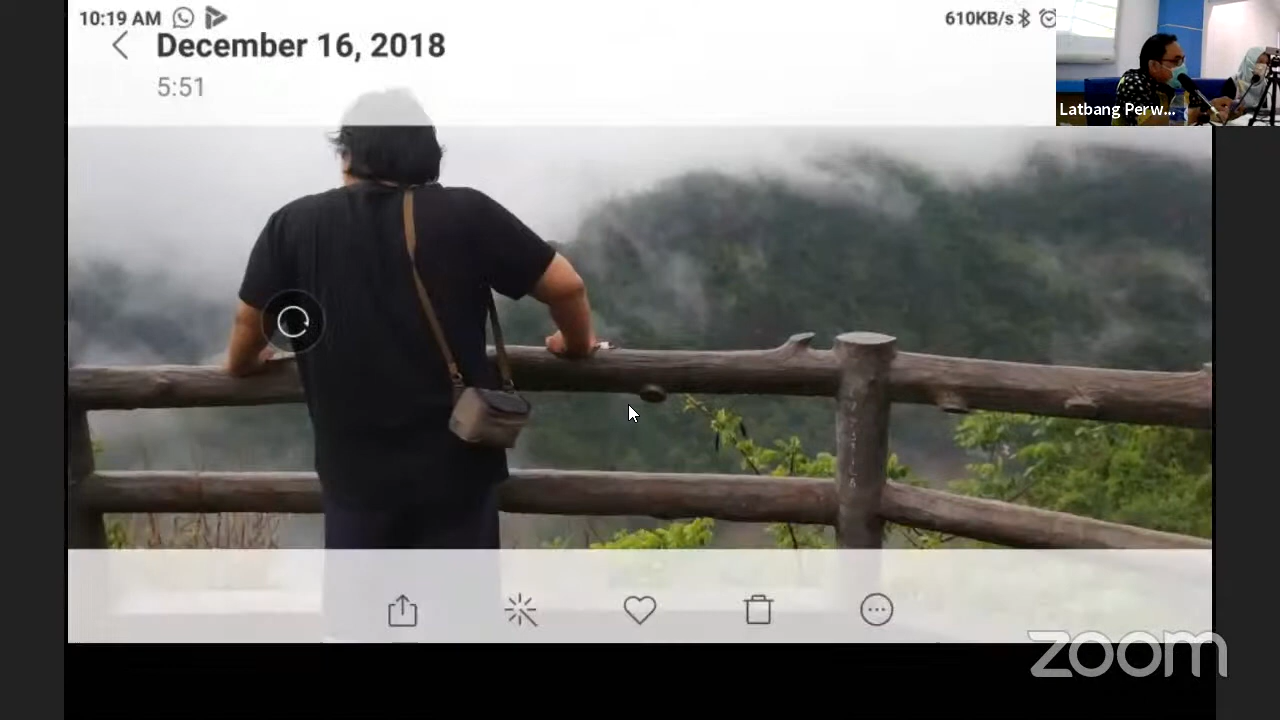 10:19 AM
610KB/s
December 16, 2018
5:51
Latbang Perw...
zoom